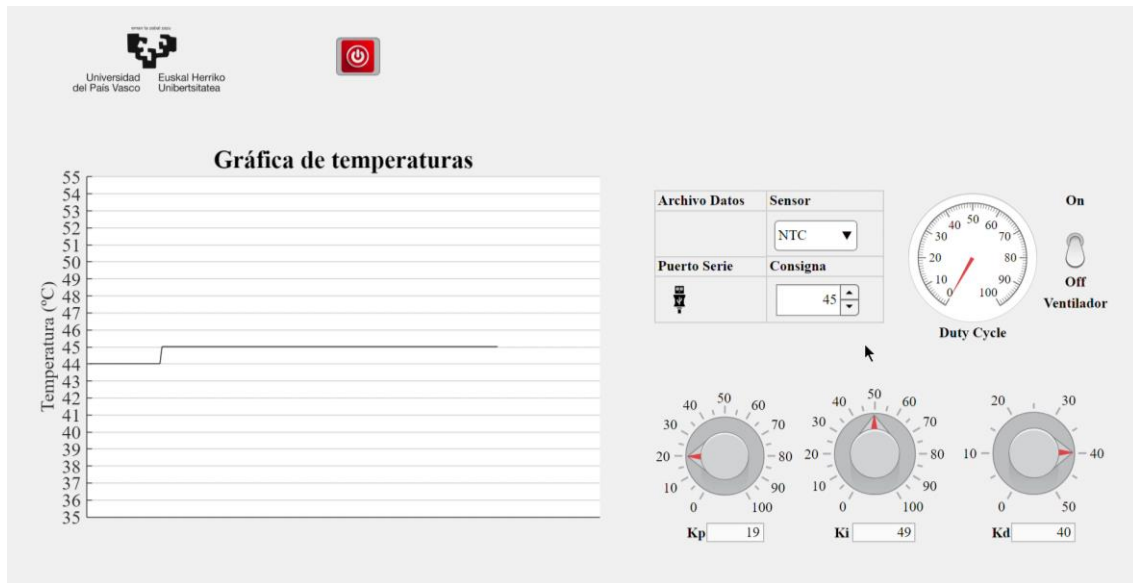 eman ta zabal zazu
Universidad
del País Vasco
Euskal Herriko
Unibertsitatea
Gráfica de temperaturas
Temperatura (ºC)
55
54
53
52
51
50
49
48
47
46
45
44
43
42
41
40
39
38
37
36
35
Archivo Datos Sensor
NTC
Puerto Serie Consigna
45
0 10 20 30 40 50 60 70 80 90 100
Duty Cycle
On
Off
Ventilador
0 10 20 30 40 50 60 70 80 90 100
Kp 19
0 10 20 30 40 50 60 70 80 90 100
Ki 49
0 10 20 30 40 50
Kd 40